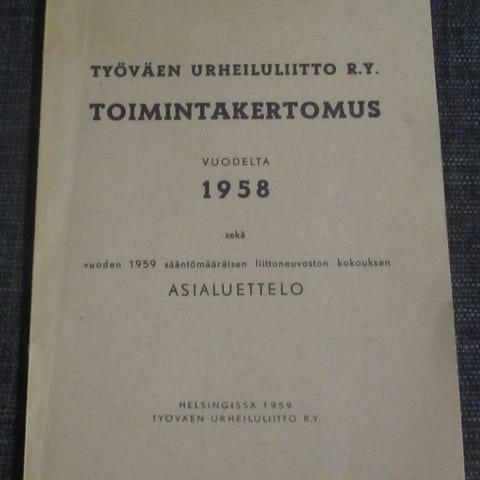 TYÖVÄEN URHEILULIITTO R.Y.
TOIMINTAKERTOMUS
VUODELTA
1958
sekä
vuoden 1959 sääntömääräisen liittoneuvoston kokouksen
ASIALUETTELO
HELSINGISSÄ 1959
TYÖVÄEN URHEILULIITTO R.Y.